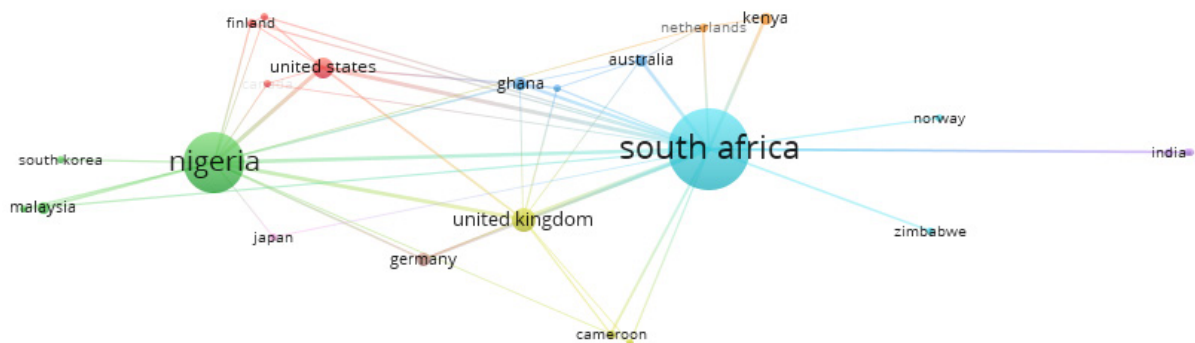 kenya
finland
netherlands
australia
united states
ghana
canada
norway
south africa
india
south korea
nigeria
malaysia
united kingdom
zimbabwe
japan
germany
cameroon